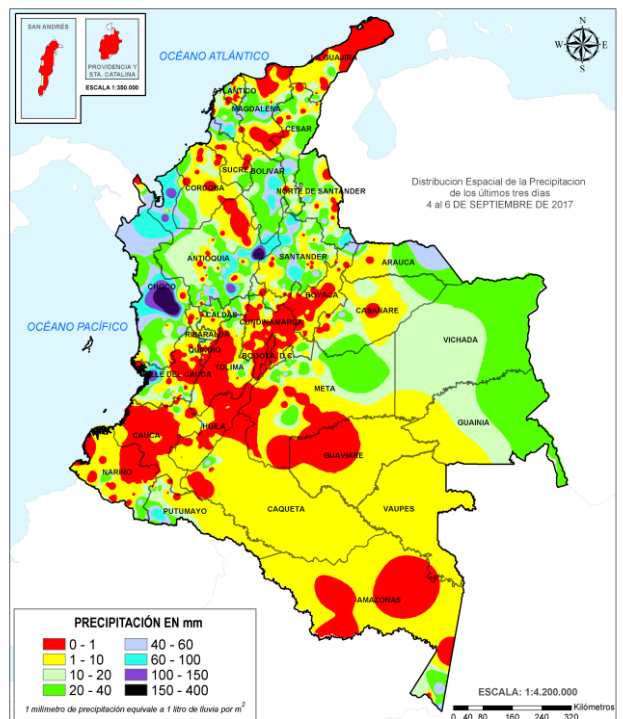 SAN ANDRÉS
PROVIDENCIA Y
STA. CATALINA
ESCALA 1:350.000
OCÉANO ATLÁNTICO
N
W E
S
LA GUAJIRA
ATLANTICO
MAGDALENA
CESAR
SUCRE
BOLIVAR
CORDOBA
NORTE DE SANTANDER
Distribucion Espacial de la Precipitacion
de los últimos tres días
4 al 6 DE SEPTIEMBRE DE 2017
ANTIOQUIA
SANTANDER
ARAUCA
CHOCO
BOYACA
CASANARE
OCÉANO PACÍFICO
CALDAS
CUNDINAMARCA
VICHADA
RISARALDA
QUINDIO
BOGOTA, D.C.
TOLIMA
VALLE DEL CAUCA
META
GUAINIA
CAUCA
HUILA
GUAVIARE
NARIÑO
PUTUMAYO
CAQUETA
VAUPES
AMAZONAS
PRECIPITACIÓN EN mm
0 - 1 40 - 60
1 - 10 60 - 100
10 - 20 100 - 150
20 - 40 150 - 400
1 milímetro de precipitación equivale a 1 litro de lluvia por m2
ESCALA: 1:4.200.000
Kilómetros
0 40 80 160 240 320